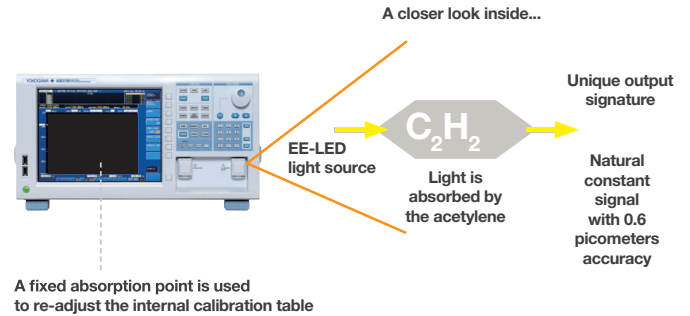 A closer look inside...
YOKOGAWA
Unique output
signature
C2H2
EE-LED
light source
Light is
absorbed by
the acetylene
Natural
constant
signal
with 0.6
picometers
accuracy
A fixed absorption point is used
to re-adjust the internal calibration table